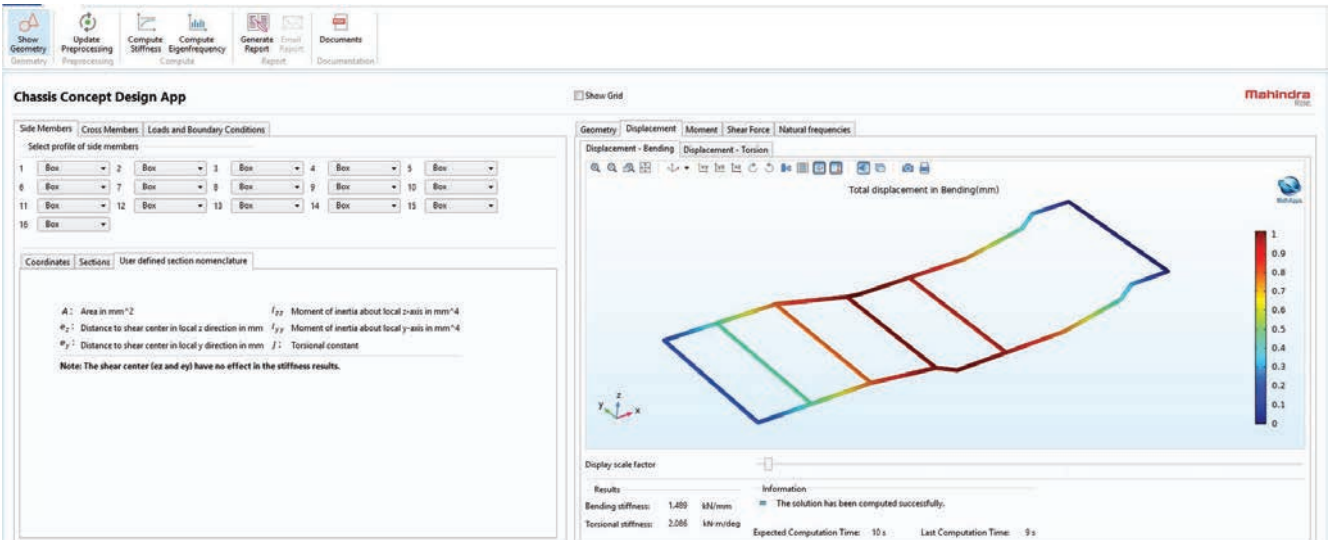 Show Geometry
Update Preprocessing
Compute Stiffness
Compute Eigenfrequency
Generate Report
Email Report
Documents
Geometry
Preprocessing
Compute
Report
Documentation
Chassis Concept Design App
Show Grid
Mahindra
Side Members Cross Members Loads and Boundary Conditions
Geometry Displacement Moment Shear Force Natural frequencies
Select profile of side members
Displacement - Bending Displacement - Torsion
1 Box 2 Box 3 Box 4 Box 5 Box
6 Box 7 Box 8 Box 9 Box 10 Box
11 Box 12 Box 13 Box 14 Box 15 Box
16 Box
Total displacement in Bending(mm)
Coordinates Sections User defined section nomenclature
A: Area in mm^2 Izz Moment of inertia about local z-axis in mm^4
ez: Distance to shear center in local z direction in mm Iyy Moment of inertia about local y-axis in mm^4
ey: Distance to shear center in local y direction in mm J: Torsional constant
Note: The shear center (ez and ey) have no effect in the stiffness results.
1
0.9
0.8
0.7
0.6
0.5
0.4
0.3
0.2
0.1
0
z
y
x
Display scale factor
Results
Information
Bending stiffness: 1.489 kN/mm
The solution has been computed successfully.
Torsional stiffness: 2.086 kN·m/deg
Expected Computation Time: 10 s Last Computation Time: 9 s